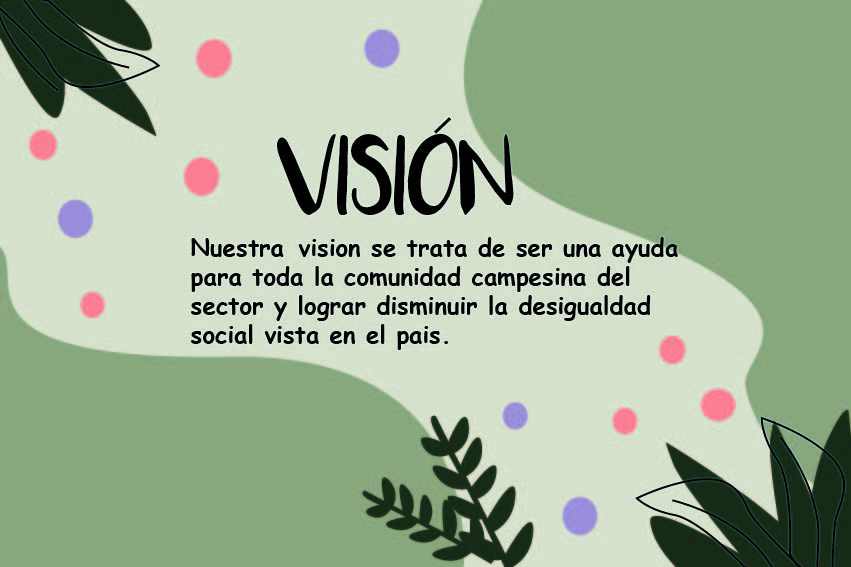 VISIÓN
Nuestra vision se trata de ser una ayuda
para toda la comunidad campesina del
sector y lograr disminuir la desigualdad
social vista en el pais.